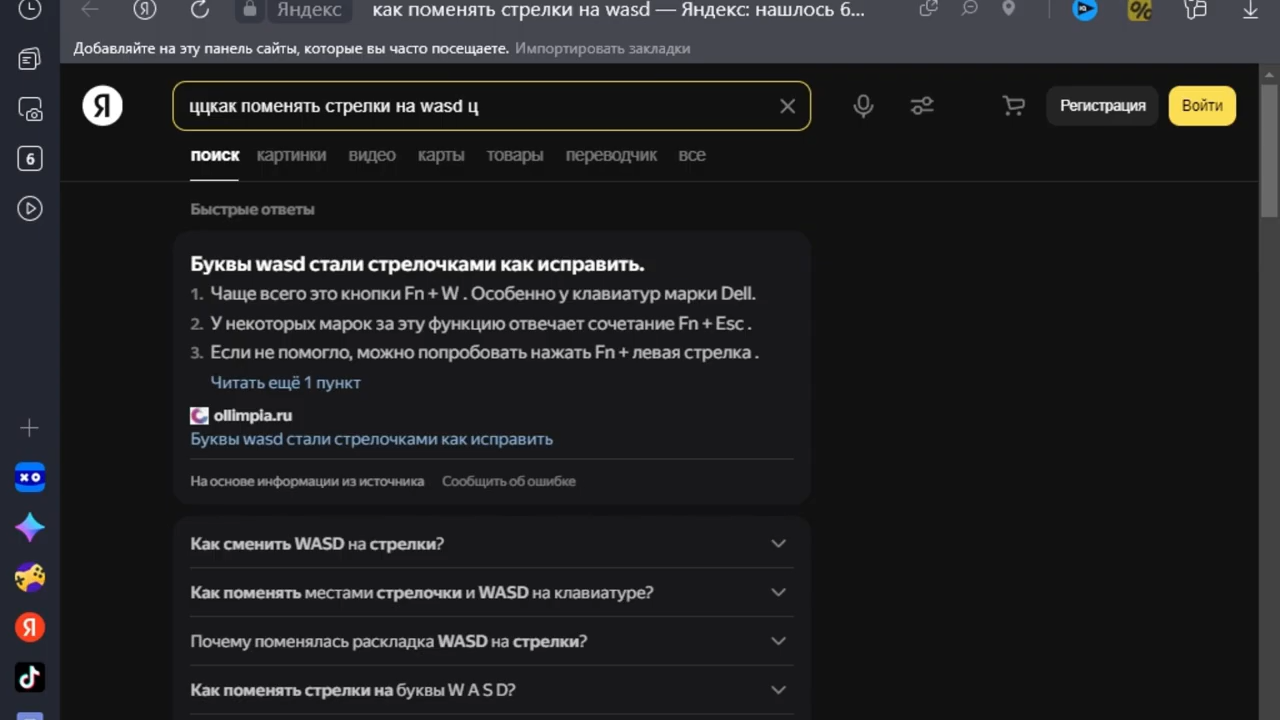 Яндекс как поменять стрелки на wasd — Яндекс: нашлось 6...
Добавляйте на эту панель сайты, которые вы часто посещаете. Импортировать закладки
Я ццкак поменять стрелки на wasd ц Регистрация Войти
6
поиск картинки видео карты товары переводчик все
Быстрые ответы
Буквы wasd стали стрелочками как исправить.
1. Чаще всего это кнопки Fn + W . Особенно у клавиатур марки Dell.
2. У некоторых марок за эту функцию отвечает сочетание Fn + Esc .
3. Если не помогло, можно попробовать нажать Fn + левая стрелка .
Читать ещё 1 пункт
ollimpia.ru
Буквы wasd стали стрелочками как исправить
На основе информации из источника Сообщить об ошибке
Как сменить WASD на стрелки?
Как поменять местами стрелочки и WASD на клавиатуре?
Почему поменялась раскладка WASD на стрелки?
Как поменять стрелки на буквы W A S D?